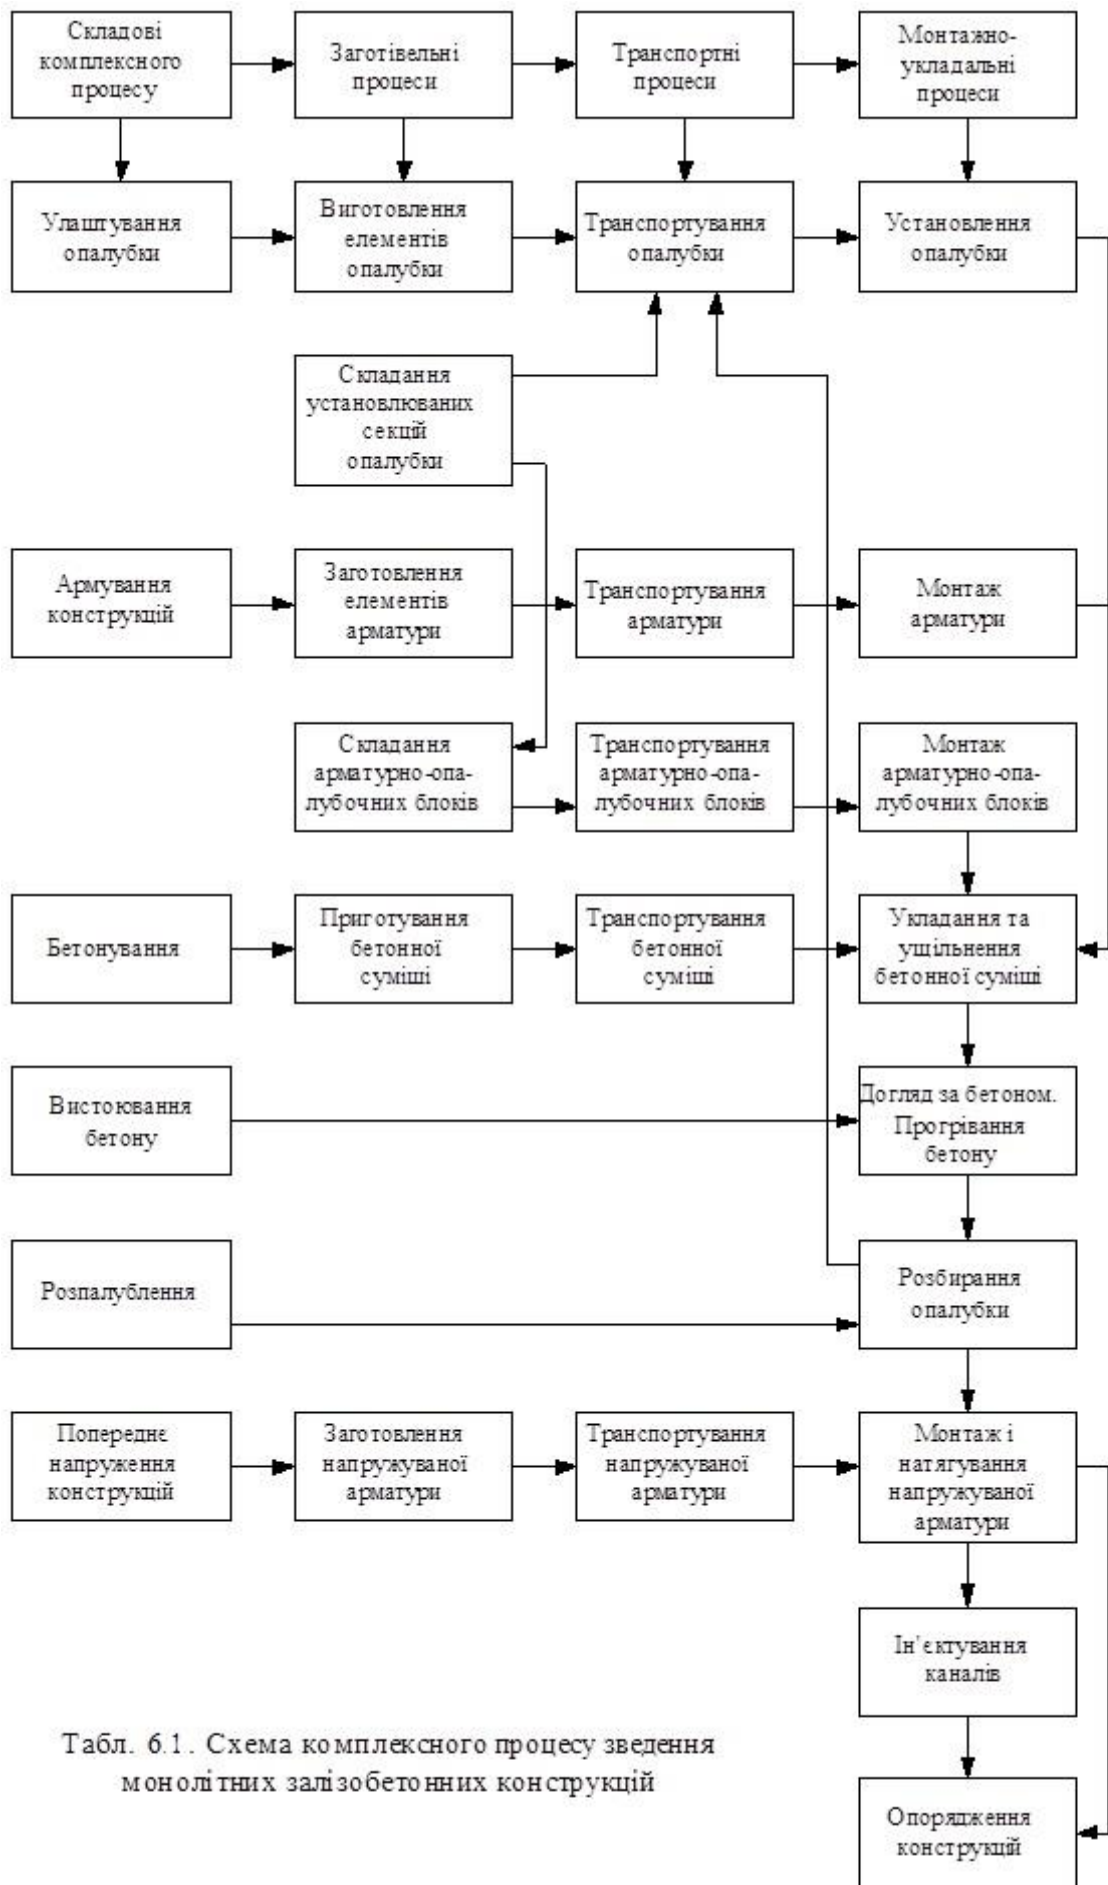 Складові
комплексного
процесу
Заготівельні
процеси
Транспортні
процеси
Монтажно-
укладальні
процеси
Улаштування
опалубки
Виготовлення
елементів
опалубки
Транспортування
опалубки
Установлення
опалубки
Складання
установлюваних
секцій
опалубки
Армування
конструкцій
Заготовлення
елементів
арматури
Транспортування
арматури
Монтаж
арматури
Складання
арматурно-опа-
лубочних блоків
Транспортування
арматурно-опа-
лубочних блоків
Монтаж
арматурно-опа-
лубочних блоків
Бетонування
Приготування
бетонної
суміші
Транспортування
бетонної
суміші
Укладання та
ущільнення
бетонної суміші
Вистоювання
бетону
Догляд за бетоном.
Прогрівання
бетону
Розпалублення
Розбирання
опалубки
Попереднє
напруження
конструкцій
Заготовлення
напружуваної
арматури
Транспортування
напружуваної
арматури
Монтаж і
натягування
напружуваної
арматури
Ін'єктування
каналів
Опорядження
конструкцій
Табл. 6.1. Схема комплексного процесу зведення
монолітних залізобетонних конструкцій